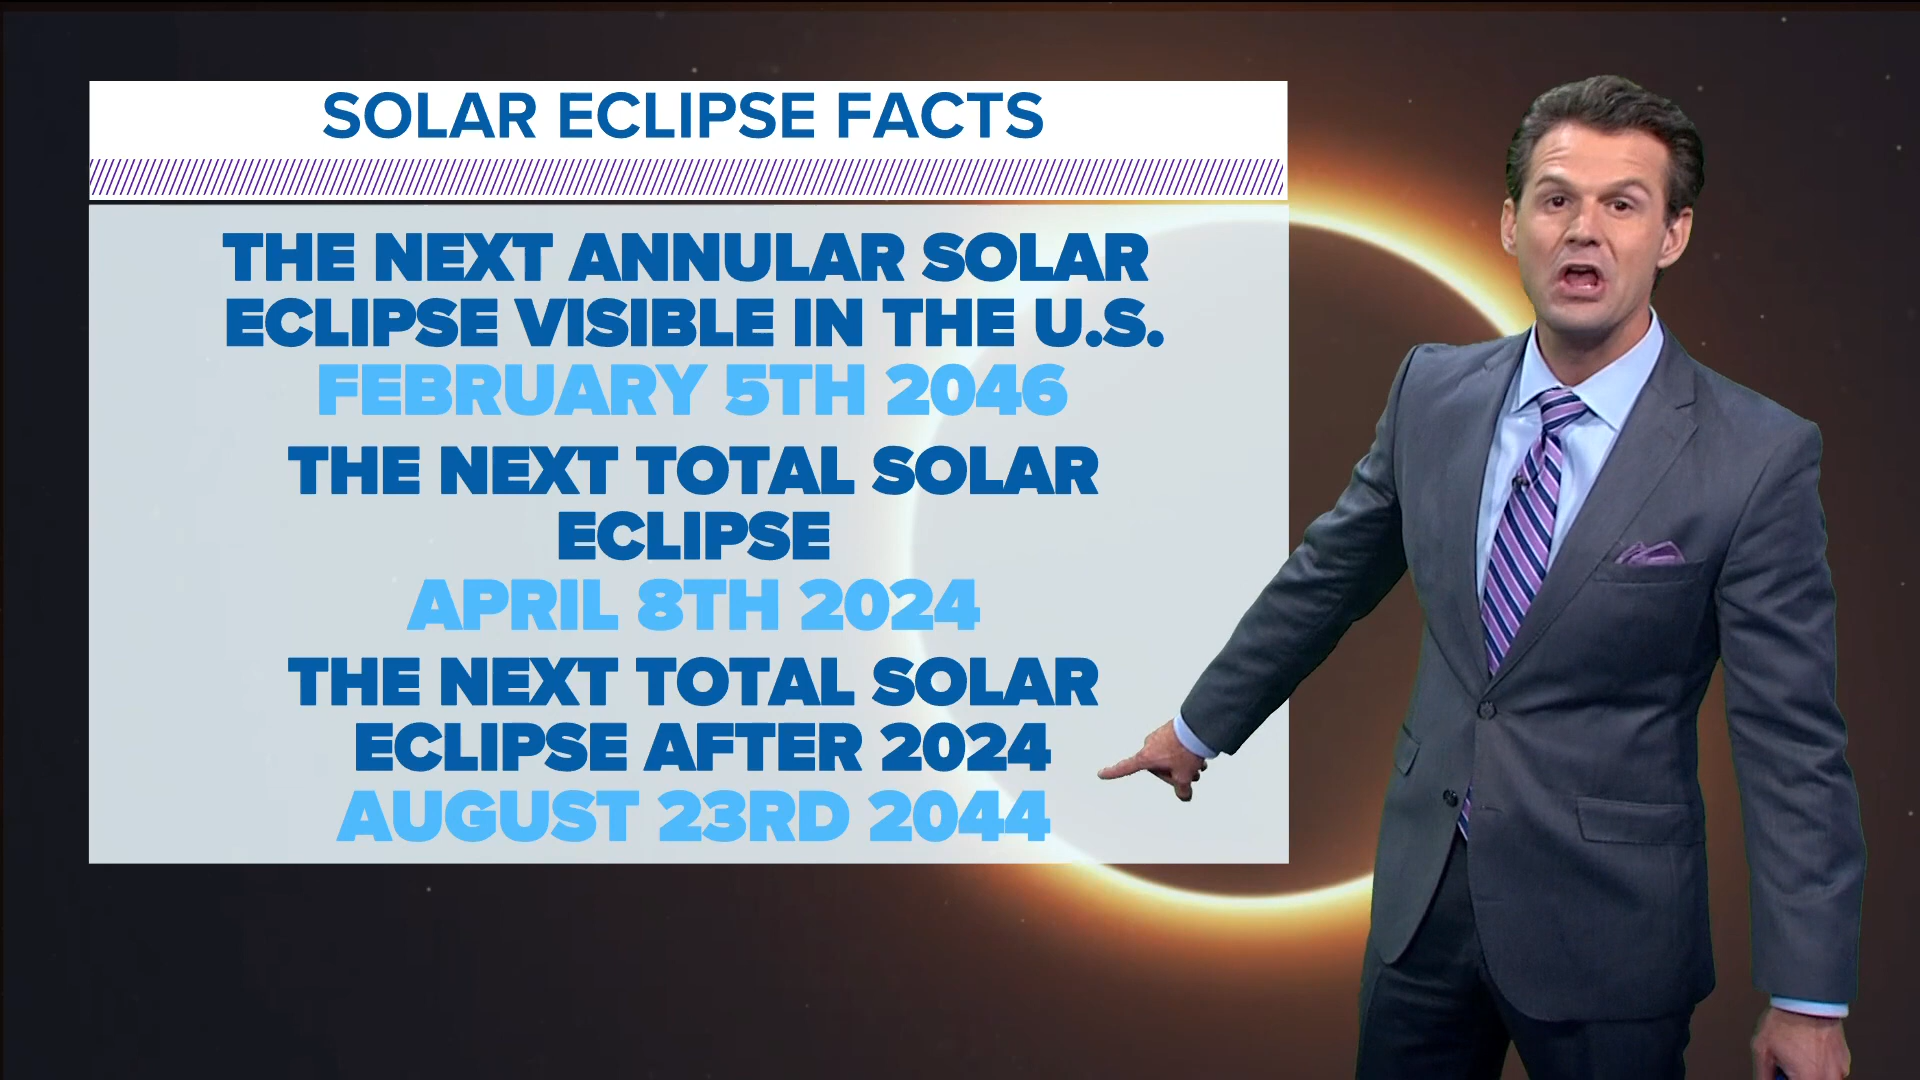 SOLAR ECLIPSE FACTS
THE NEXT ANNULAR SOLAR
ECLIPSE VISIBLE IN THE U.S.
FEBRUARY 5TH 2046
THE NEXT TOTAL SOLAR
ECLIPSE
APRIL 8TH 2024
THE NEXT TOTAL SOLAR
ECLIPSE AFTER 2024
AUGUST 23RD 2044